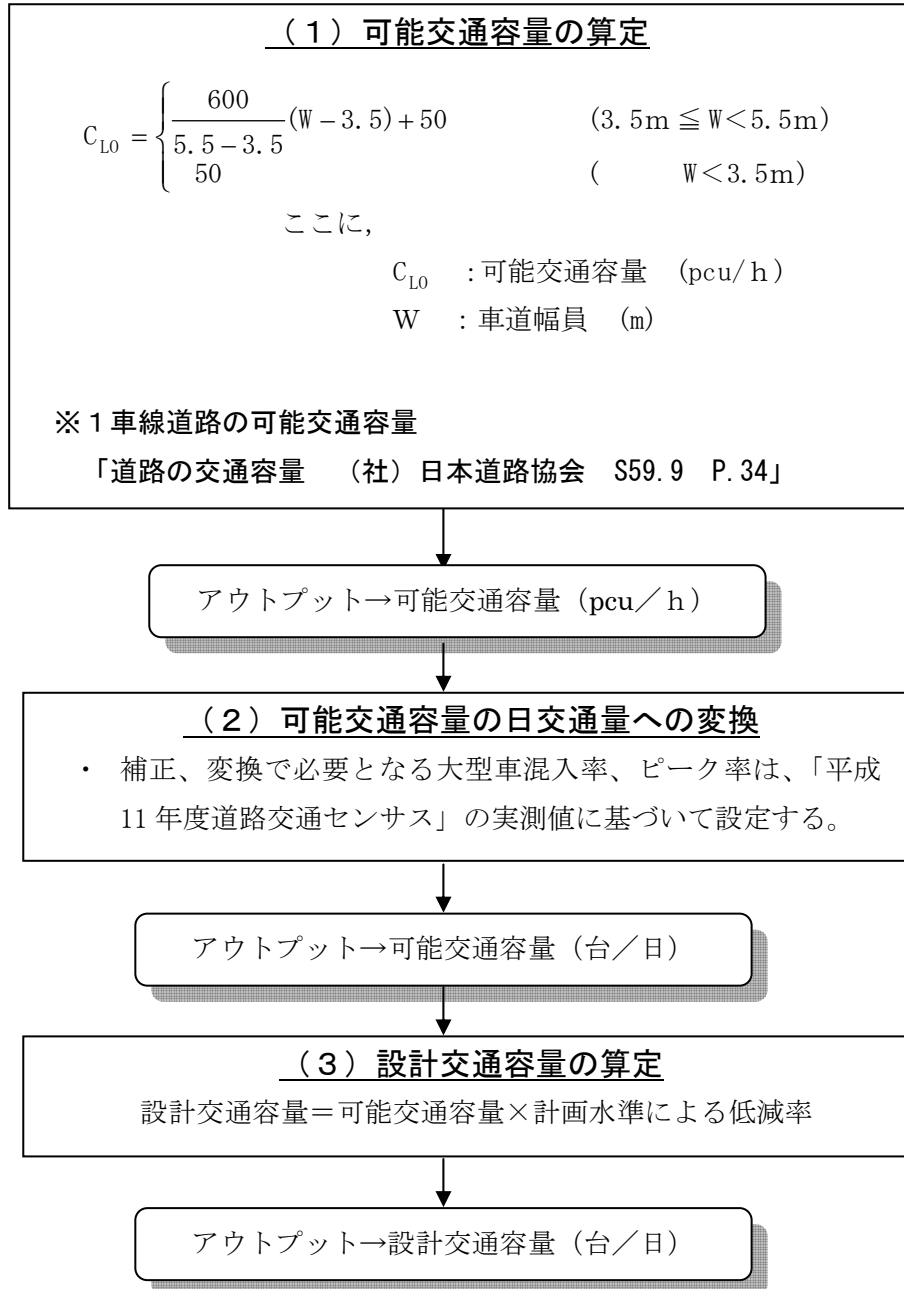 （１）可能交通容量の算定
C_L0 = { 600/(5.5−3.5) (W−3.5)+50 (3.5m≦W＜5.5m)
50 ( W＜3.5m)
ここに,
C_L0 ：可能交通容量 (pcu/ｈ)
W ：車道幅員 (m)
※１車線道路の可能交通容量
「道路の交通容量 （社）日本道路協会 S59.9 P.34」
アウトプット→可能交通容量（pcu／ｈ）
（２）可能交通容量の日交通量への変換
・ 補正、変換で必要となる大型車混入率、ピーク率は、「平成
11 年度道路交通センサス」の実測値に基づいて設定する。
アウトプット→可能交通容量（台／日）
（３）設計交通容量の算定
設計交通容量＝可能交通容量×計画水準による低減率
アウトプット→設計交通容量（台／日）